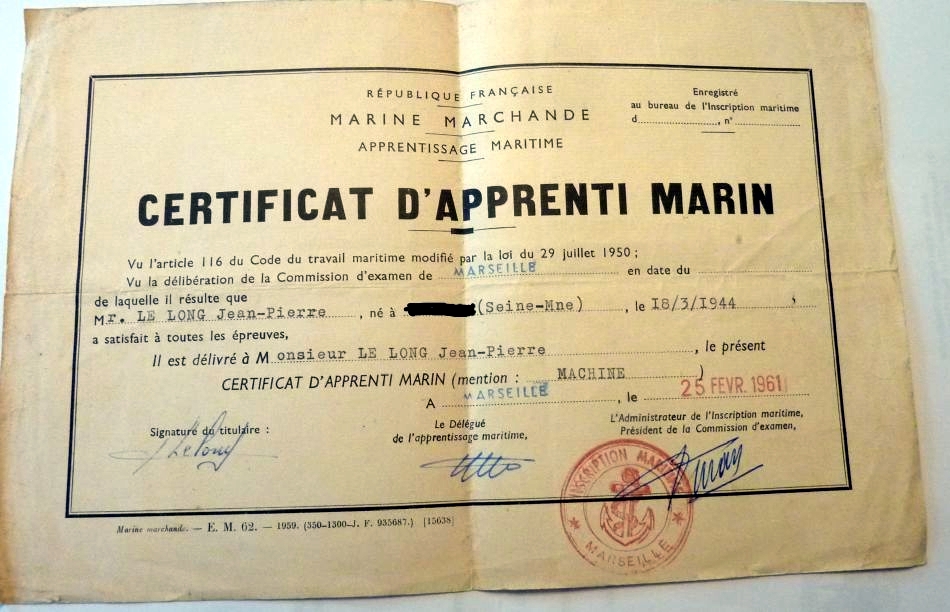 RÉPUBLIQUE FRANÇAISE
MARINE MARCHANDE
APPRENTISSAGE MARITIME
Enregistré
au bureau de l'Inscription maritime
d..................., n°..................
CERTIFICAT D'APPRENTI MARIN
Vu l'article 116 du Code du travail maritime modifié par la loi du 29 juillet 1950 ;
Vu la délibération de la Commission d'examen de MARSEILLE en date du
de laquelle il résulte que
Mr. LE LONG Jean-Pierre , né à (Seine-Mne) , le 18/3/1944 ,
a satisfait à toutes les épreuves,
Il est délivré à Monsieur LE LONG Jean-Pierre , le présent
CERTIFICAT D'APPRENTI MARIN (mention : MACHINE )
A MARSEILLE , le 25 FEVR. 1961
Signature du titulaire :
Le Long
Le Délégué
de l'apprentissage maritime,
L'Administrateur de l'Inscription maritime,
Président de la Commission d'examen,
INSCRIPTION MARITIME
MARSEILLE
Marine marchande. — E. M. 62. — 1959. (350-1300-J. F. 935687.) [15638]